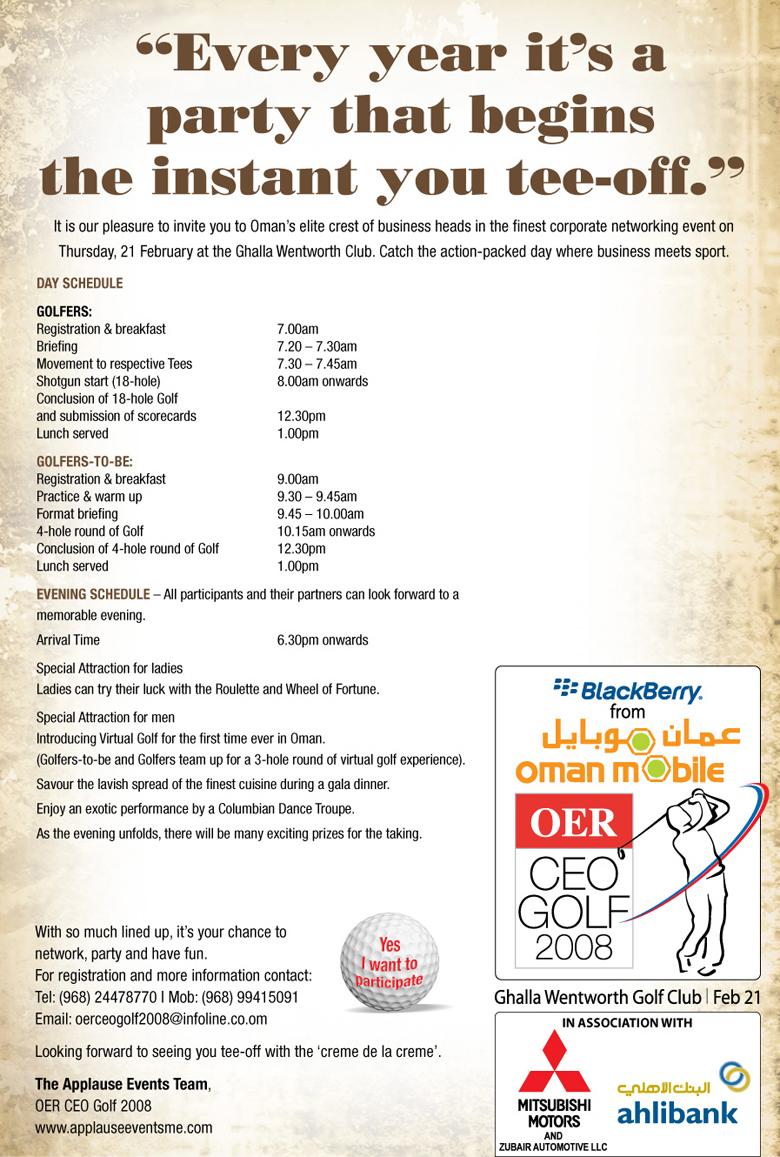 “Every year it’s a
party that begins
the instant you tee-off.”
It is our pleasure to invite you to Oman’s elite crest of business heads in the finest corporate networking event on
Thursday, 21 February at the Ghalla Wentworth Club. Catch the action-packed day where business meets sport.
DAY SCHEDULE
GOLFERS:
Registration & breakfast 7.00am
Briefing 7.20 – 7.30am
Movement to respective Tees 7.30 – 7.45am
Shotgun start (18-hole) 8.00am onwards
Conclusion of 18-hole Golf
and submission of scorecards 12.30pm
Lunch served 1.00pm
GOLFERS-TO-BE:
Registration & breakfast 9.00am
Practice & warm up 9.30 – 9.45am
Format briefing 9.45 – 10.00am
4-hole round of Golf 10.15am onwards
Conclusion of 4-hole round of Golf 12.30pm
Lunch served 1.00pm
EVENING SCHEDULE – All participants and their partners can look forward to a
memorable evening.
Arrival Time 6.30pm onwards
Special Attraction for ladies
Ladies can try their luck with the Roulette and Wheel of Fortune.
Special Attraction for men
Introducing Virtual Golf for the first time ever in Oman.
(Golfers-to-be and Golfers team up for a 3-hole round of virtual golf experience).
Savour the lavish spread of the finest cuisine during a gala dinner.
Enjoy an exotic performance by a Columbian Dance Troupe.
As the evening unfolds, there will be many exciting prizes for the taking.
With so much lined up, it’s your chance to
network, party and have fun.
For registration and more information contact:
Tel: (968) 24478770 I Mob: (968) 99415091
Email: oerceogolf2008@infoline.co.om
Looking forward to seeing you tee-off with the ‘creme de la creme’.
The Applause Events Team,
OER CEO Golf 2008
www.applauseeventsme.com
Yes
I want to
participate
BlackBerry®
from
عمان موبايل
oman mobile
OER
CEO
GOLF
2008
Ghalla Wentworth Golf Club | Feb 21
IN ASSOCIATION WITH
MITSUBISHI
MOTORS
AND
ZUBAIR AUTOMOTIVE LLC
البنك الاهلي
ahlibank